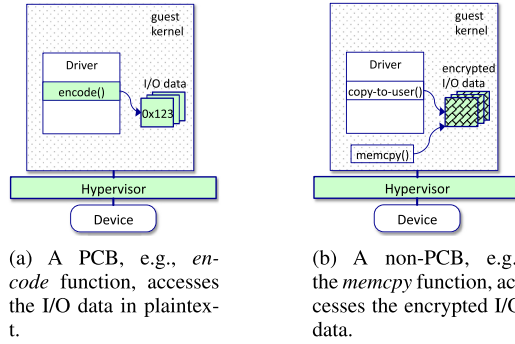 guest
kernel
Driver
encode()
I/O data
0x123
Hypervisor
Device
(a) A PCB, e.g., en-
code function, accesses
the I/O data in plaintex-
t.
guest
kernel
Driver
encrypted
I/O data
copy-to-user()
memcpy()
Hypervisor
Device
(b) A non-PCB, e.g.
the memcpy function, ac
cesses the encrypted I/O
data.